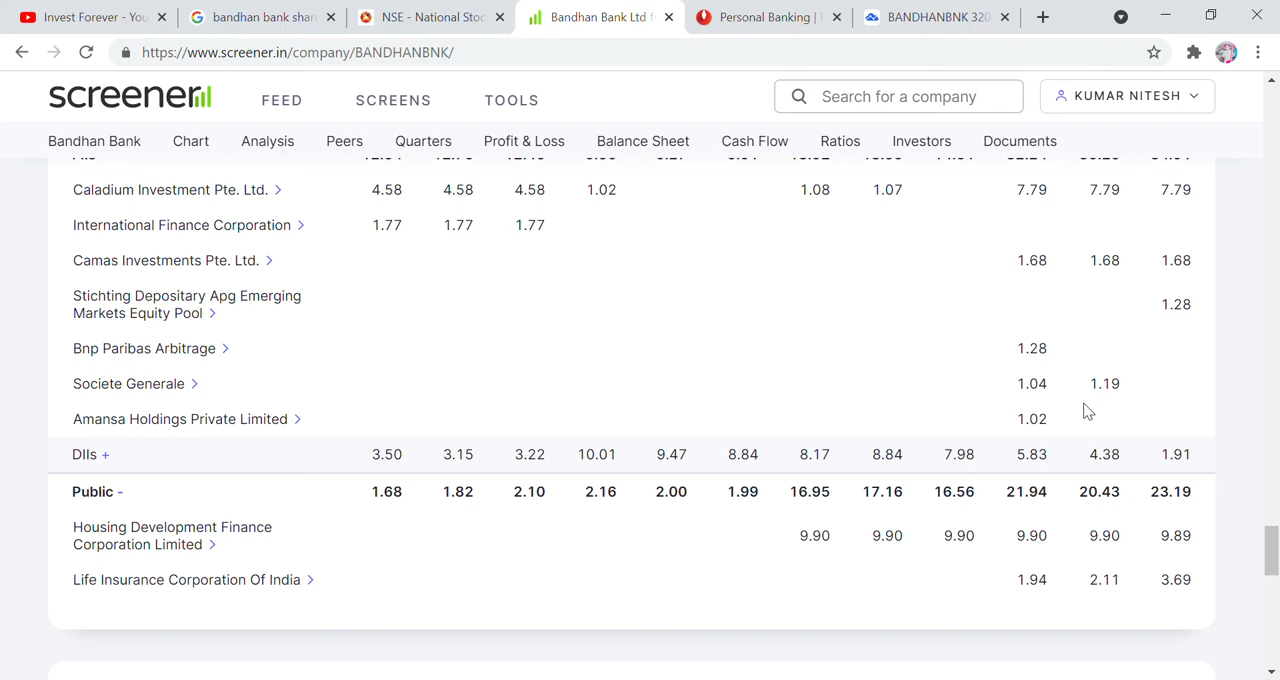 Invest Forever - You
bandhan bank share
NSE - National Stoc
Bandhan Bank Ltd f
Personal Banking |
BANDHANBNK 320
https://www.screener.in/company/BANDHANBNK/
screener
FEED SCREENS TOOLS
Search for a company
KUMAR NITESH
Bandhan Bank Chart Analysis Peers Quarters Profit & Loss Balance Sheet Cash Flow Ratios Investors Documents
Caladium Investment Pte. Ltd. > 4.58 4.58 4.58 1.02 1.08 1.07 7.79 7.79 7.79
International Finance Corporation > 1.77 1.77 1.77
Camas Investments Pte. Ltd. > 1.68 1.68 1.68
Stichting Depositary Apg Emerging
Markets Equity Pool > 1.28
Bnp Paribas Arbitrage > 1.28
Societe Generale > 1.04 1.19
Amansa Holdings Private Limited > 1.02
DIIs + 3.50 3.15 3.22 10.01 9.47 8.84 8.17 8.84 7.98 5.83 4.38 1.91
Public - 1.68 1.82 2.10 2.16 2.00 1.99 16.95 17.16 16.56 21.94 20.43 23.19
Housing Development Finance
Corporation Limited > 9.90 9.90 9.90 9.90 9.90 9.89
Life Insurance Corporation Of India > 1.94 2.11 3.69